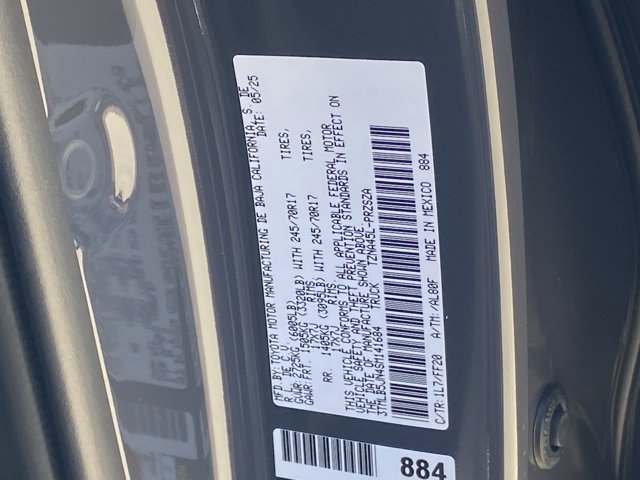 MFD.BY:TOYOTA MOTOR MANUFACTURING DE BAJA CALIFORNIA, S. DE
R. L. DE C.V. DATE: 05/25
GVWR 2725KG (6005LB)
GAWR FRT. 1505KG (3320LB) WITH 245/70R17 TIRES,
17X7J RIMS
RR. 1405KG (3095LB) WITH 245/70R17 TIRES,
17X7J RIMS
THIS VEHICLE CONFORMS TO ALL APPLICABLE FEDERAL MOTOR
VEHICLE SAFETY AND THEFT PREVENTION STANDARDS IN EFFECT ON
THE DATE OF MANUFACTURE SHOWN ABOVE.
3TMLB5JN4SM141684 TRUCK TZNA45L-PRZSZA
C/TR:1L7/FF20 A/TM:/AL80F MADE IN MEXICO 884
884